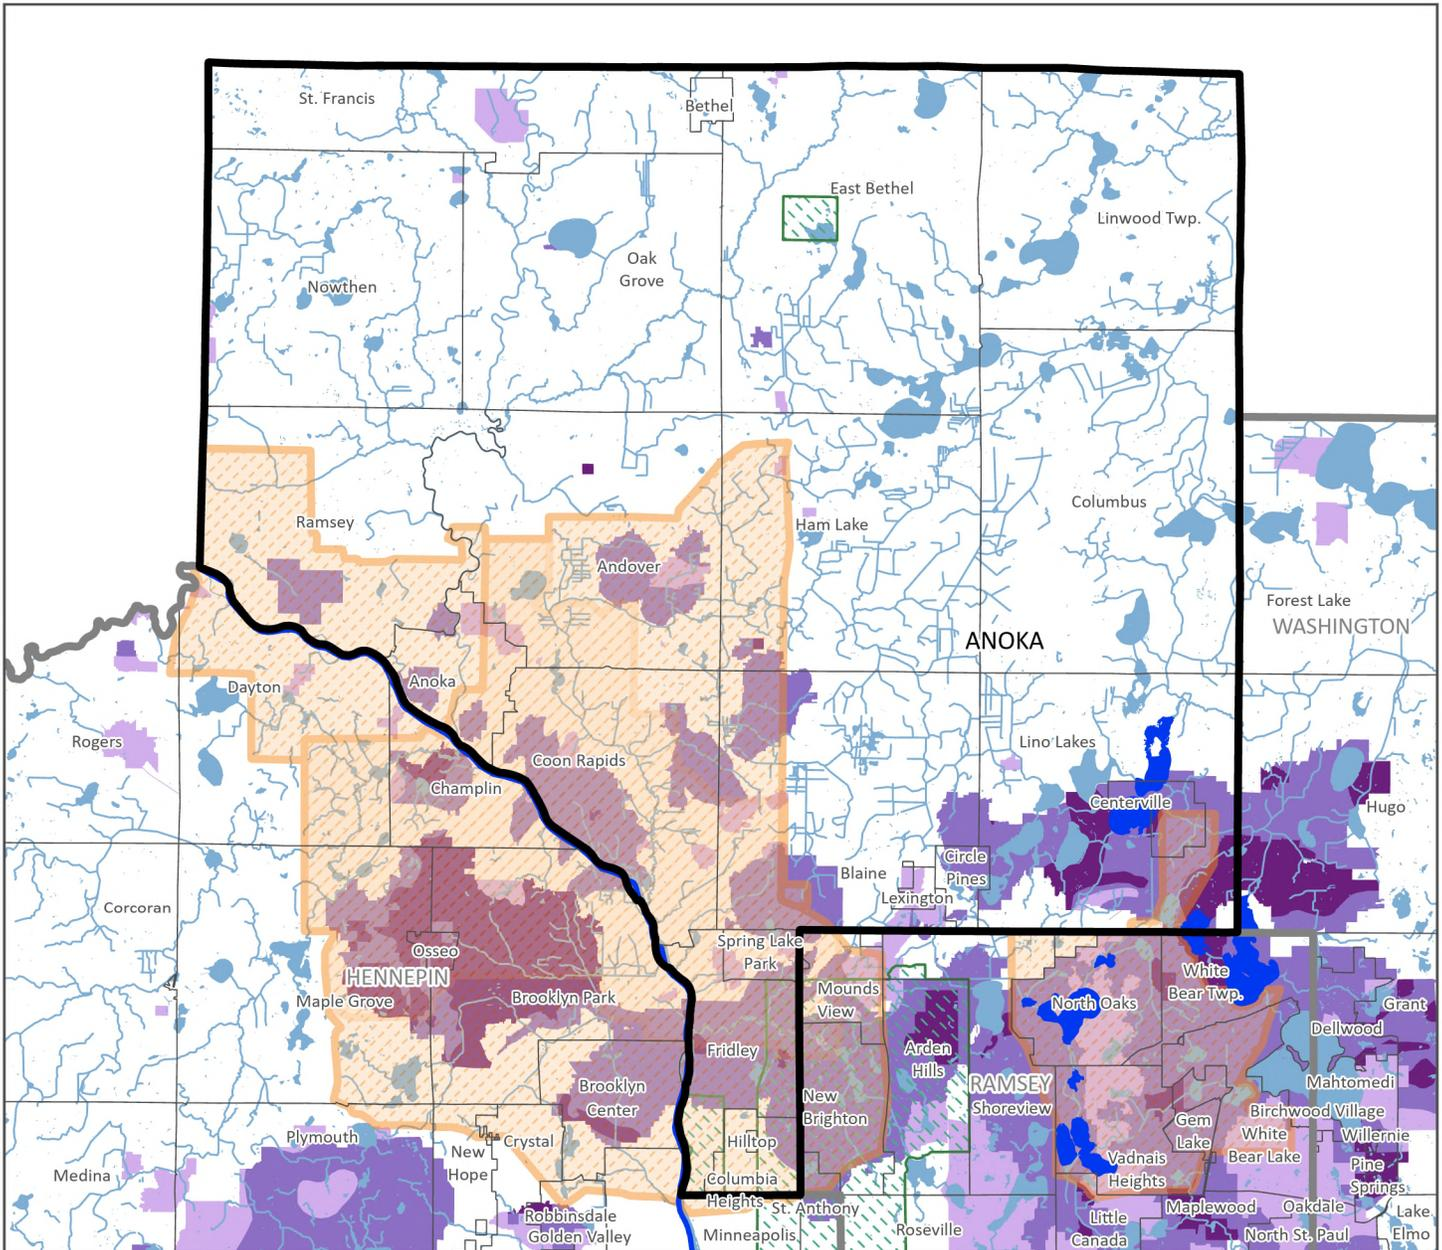 St. Francis
Bethel
East Bethel
Linwood Twp.
Oak
Grove
Nowthen
Ramsey
Ham Lake
Columbus
Andover
Forest Lake
WASHINGTON
ANOKA
Dayton
Anoka
Rogers
Lino Lakes
Coon Rapids
Champlin
Centerville
Hugo
Circle
Pines
Blaine
Lexington
Corcoran
Spring Lake
Park
Osseo
HENNEPIN
Maple Grove
Brooklyn Park
Mounds
View
White
Bear Twp.
North Oaks
Grant
Dellwood
Fridley
Arden
Hills
RAMSEY
Shoreview
Mahtomedi
Brooklyn
Center
New
Brighton
Gem
Lake
Birchwood Village
White
Bear Lake
Willernie
Plymouth
Crystal
New
Hope
Hilltop
Medina
Columbia
Heights
Vadnais
Heights
Pine
Springs
St. Anthony
Maplewood
Oakdale
Lake
Elmo
Robbinsdale
Golden Valley
Minneapolis
Roseville
Little
Canada
North St. Paul